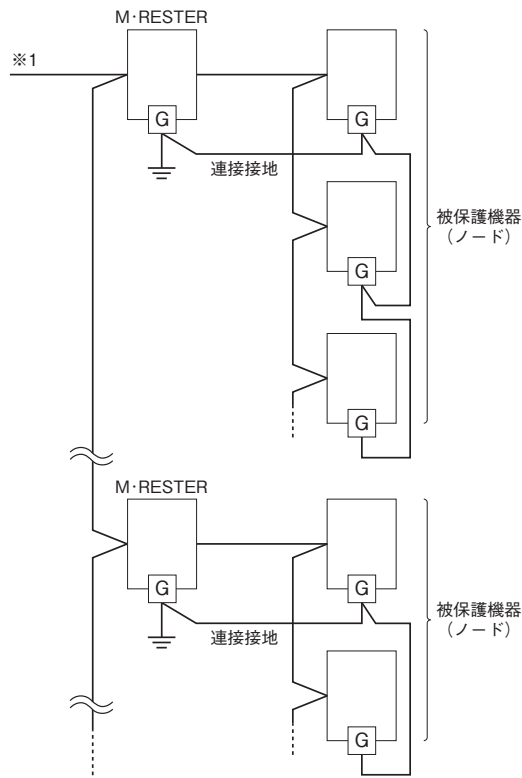 M・RESTER
※1
G
G
連接接地
被保護機器
（ノード）
G
G
M・RESTER
G
G
連接接地
被保護機器
（ノード）
G